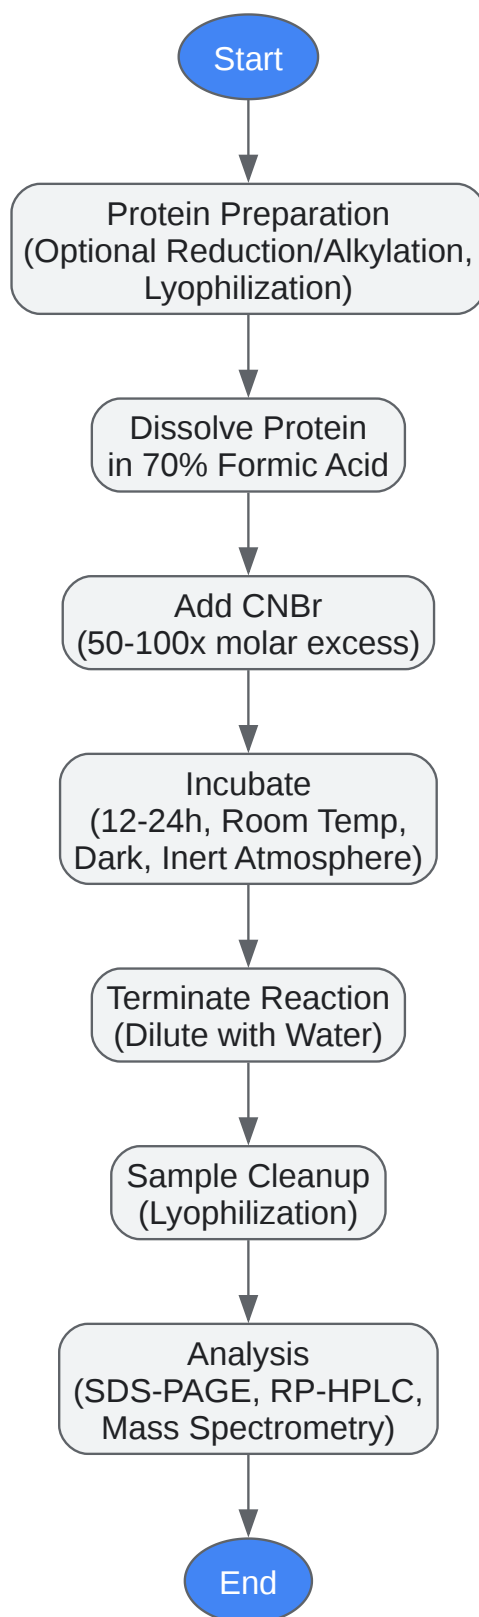 Start
Protein Preparation
(Optional Reduction/Alkylation,
Lyophilization)
Dissolve Protein
in 70% Formic Acid
Add CNBr
(50-100x molar excess)
Incubate
(12-24h, Room Temp,
Dark, Inert Atmosphere)
Terminate Reaction
(Dilute with Water)
Sample Cleanup
(Lyophilization)
Analysis
(SDS-PAGE, RP-HPLC,
Mass Spectrometry)
End